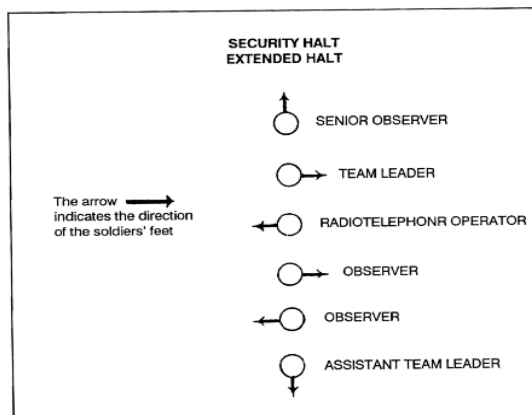 SECURITY HALT
EXTENDED HALT
SENIOR OBSERVER
TEAM LEADER
The arrow
indicates the direction
of the soldiers' feet
RADIOTELEPHONR OPERATOR
OBSERVER
OBSERVER
ASSISTANT TEAM LEADER